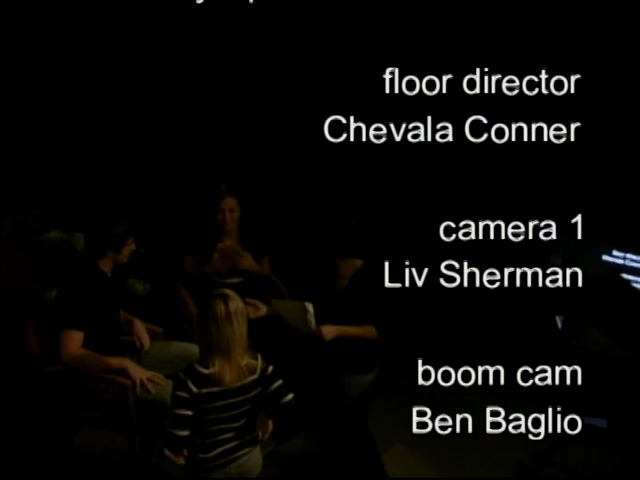 floor director
Chevala Conner
camera 1
Liv Sherman
boom cam
Ben Baglio